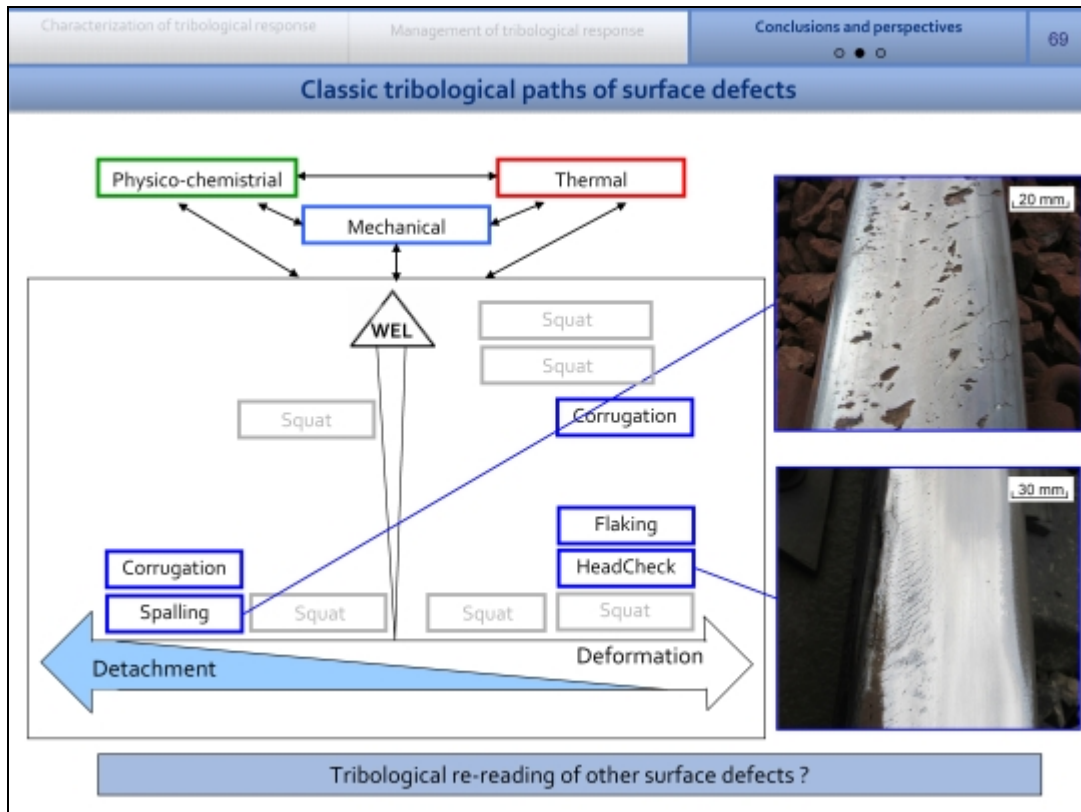 Characterization of tribological response
Management of tribological response
Conclusions and perspectives
69
Classic tribological paths of surface defects
Physico-chemistrial
Thermal
Mechanical
20 mm
WEL
Squat
Squat
Squat
Corrugation
30 mm
Flaking
Corrugation
HeadCheck
Spalling
Squat
Squat
Squat
Detachment
Deformation
Tribological re-reading of other surface defects ?